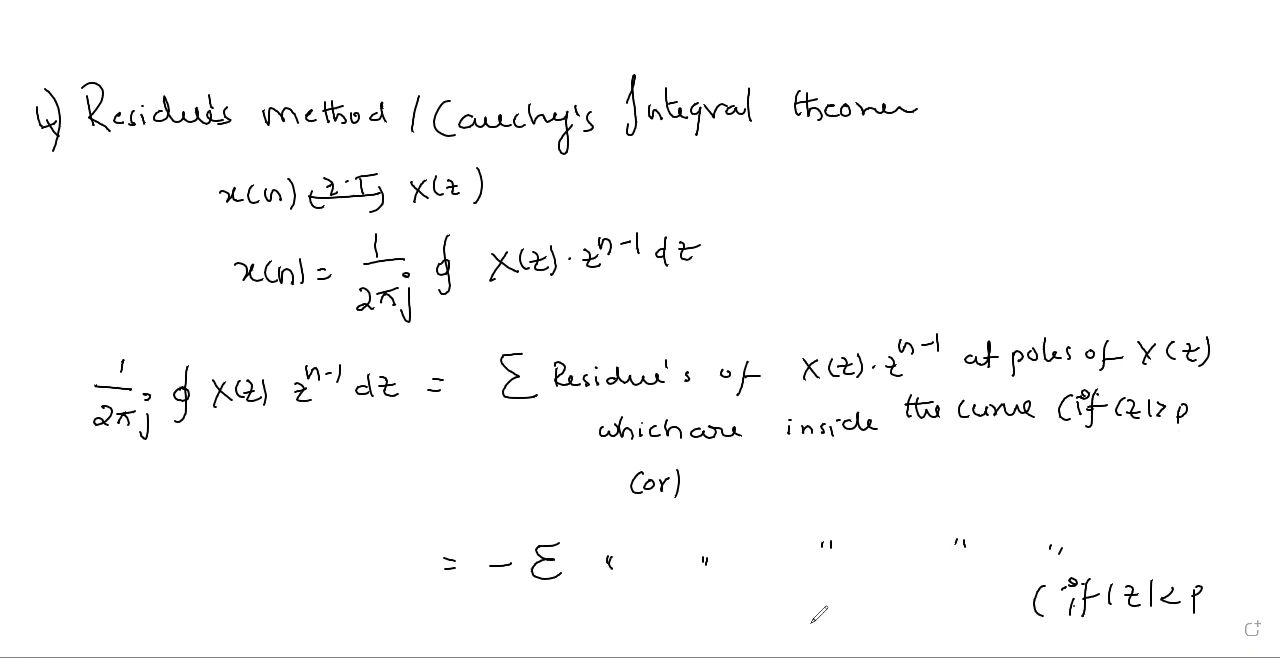 4) Residue's method / Cauchy's Integral theorem
x(n) ⟷ z.T X(z)
x(n) = 1/2πj ∮ X(z) · z^n-1 dz
1/2πj ∮ X(z) z^n-1 dz = Σ Residue's of X(z) · z^n-1 at poles of X(z)
which are inside the curve (if |z|>p
(or)
= - Σ " " " " "
(if |z|<p